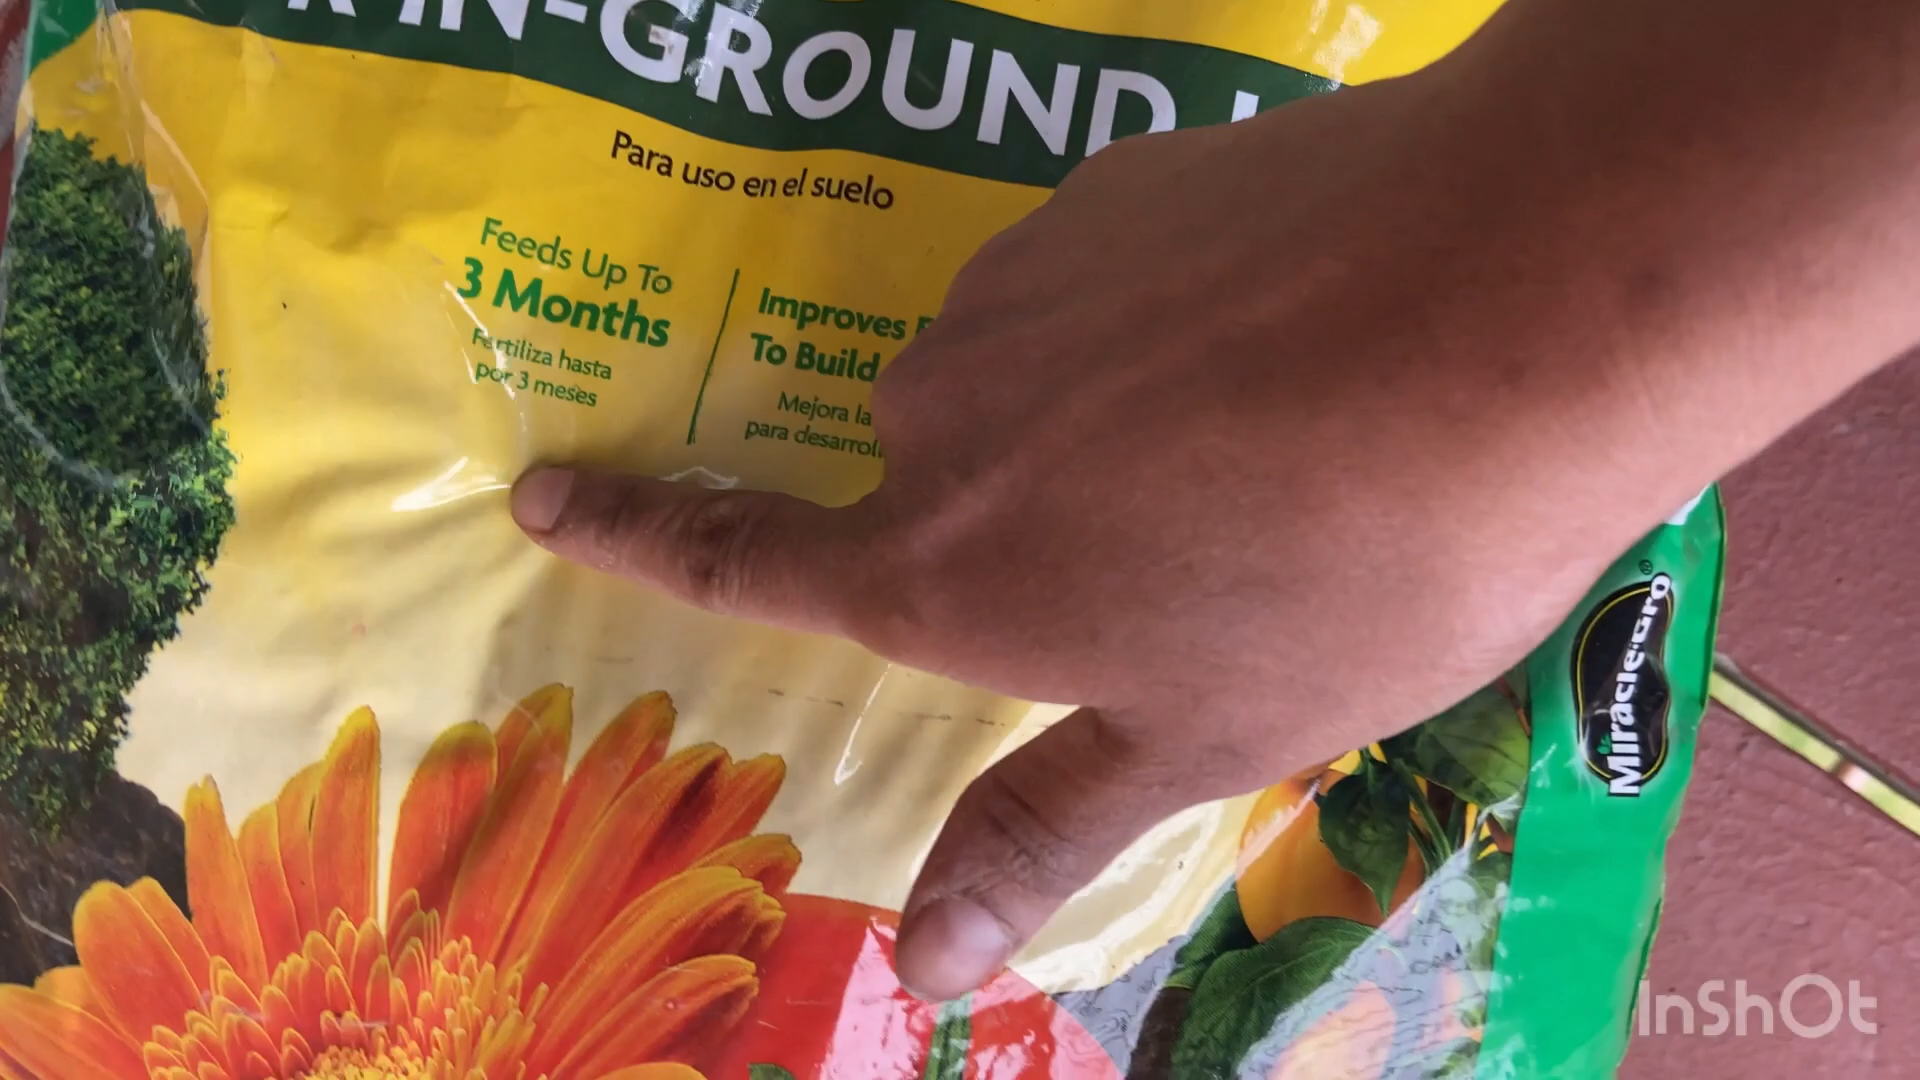 IN-GROUND
Para uso en el suelo
Feeds Up To
3 Months
Fertiliza hasta
por 3 meses
Improves
To Build
Mejora la
para desarroll
Miracle-Gro®
InShOt